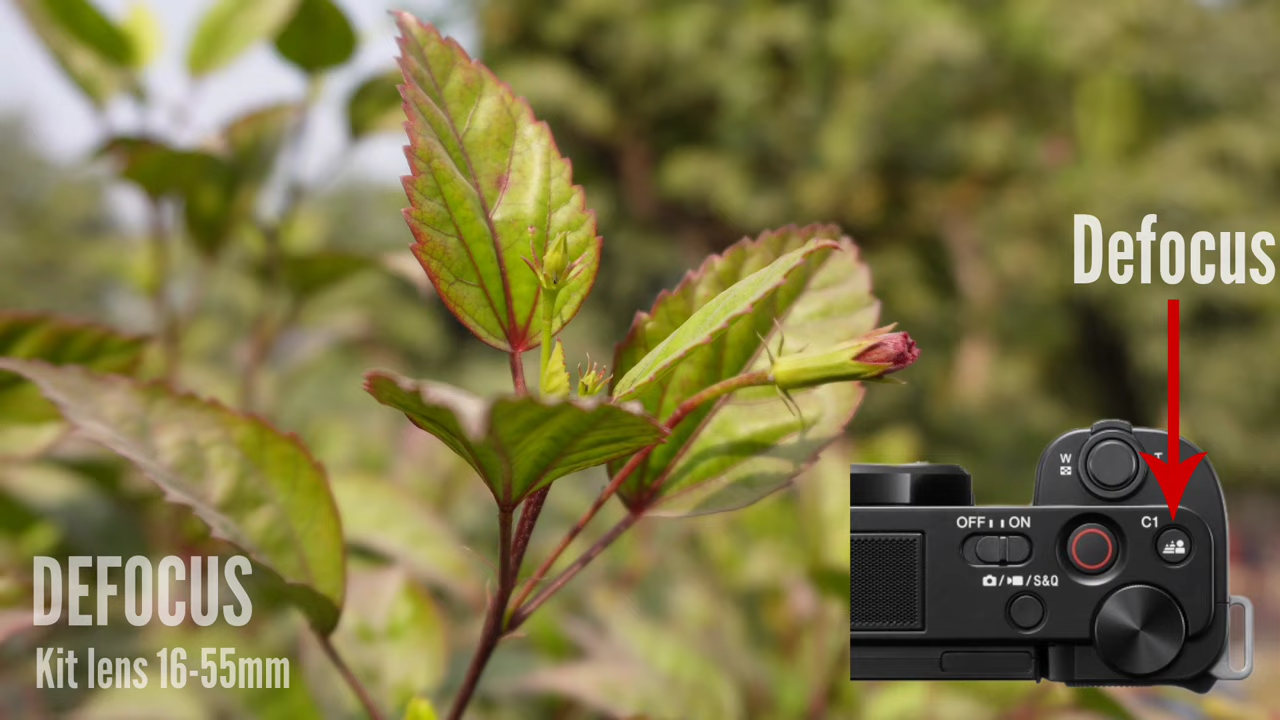 Defocus
W
T
OFF ON
C1
/ /S&Q
DEFOCUS
Kit lens 16-55mm